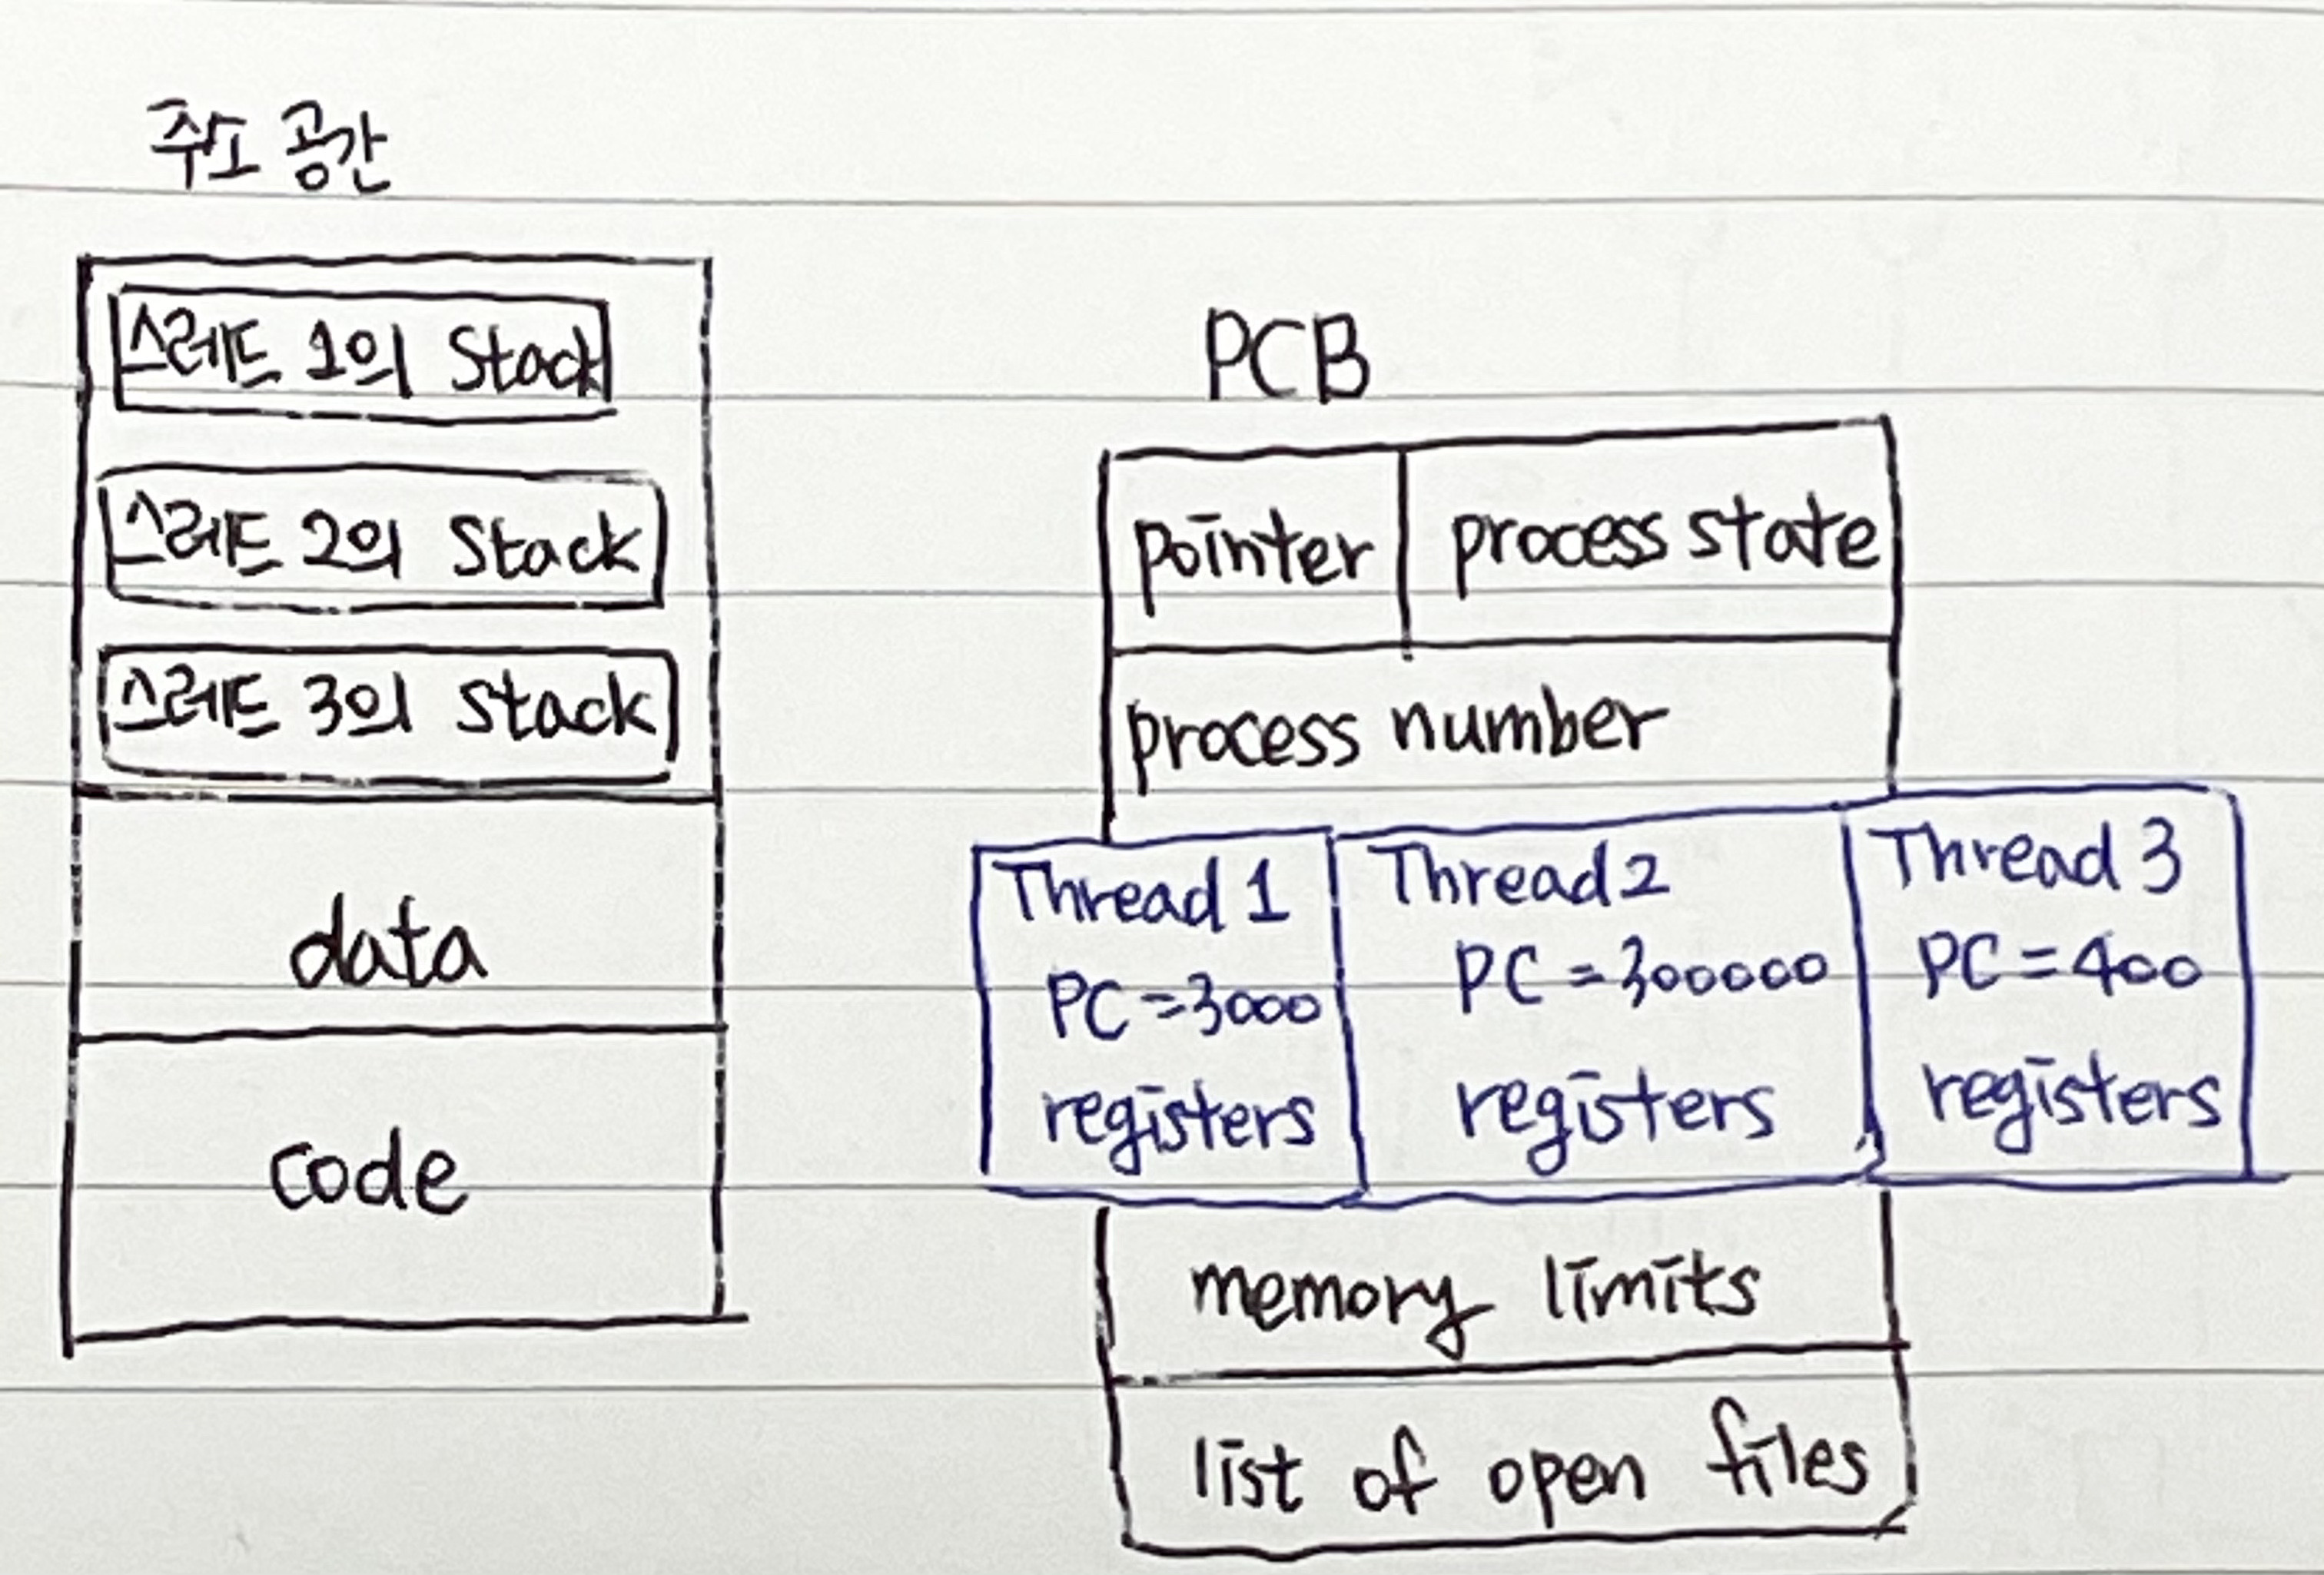 주소 공간
스레드 1의 Stack
스레드 2의 Stack
스레드 3의 Stack
data
code
PCB
pointer
process state
process number
Thread 1
PC=3000
registers
Thread 2
PC=300000
registers
Thread 3
PC=400
registers
memory limits
list of open files